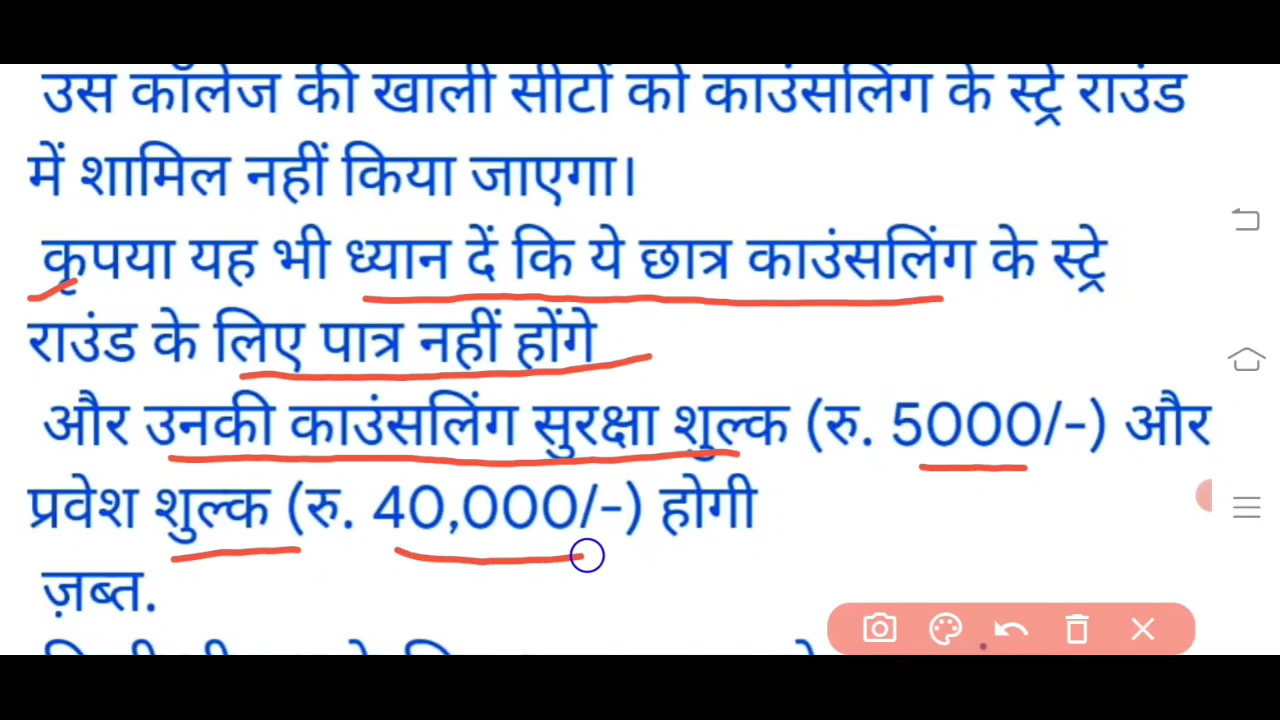 उस कॉलेज की खाली सीटों को काउंसलिंग के स्ट्रे राउंड
में शामिल नहीं किया जाएगा।
कृपया यह भी ध्यान दें कि ये छात्र काउंसलिंग के स्ट्रे
राउंड के लिए पात्र नहीं होंगे
और उनकी काउंसलिंग सुरक्षा शुल्क (रु. 5000/-) और
प्रवेश शुल्क (रु. 40,000/-) होगी
ज़ब्त.